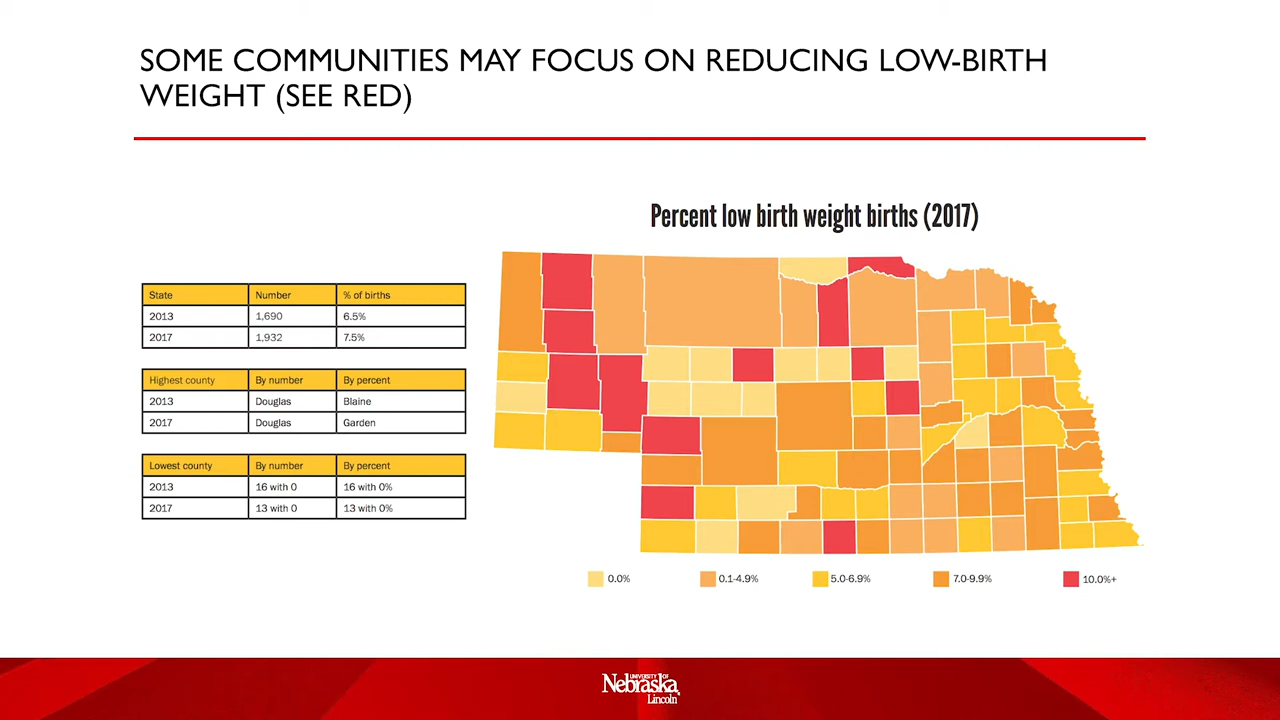 SOME COMMUNITIES MAY FOCUS ON REDUCING LOW-BIRTH
WEIGHT (SEE RED)
Percent low birth weight births (2017)
State Number % of births
2013 1,690 6.5%
2017 1,932 7.5%
Highest county By number By percent
2013 Douglas Blaine
2017 Douglas Garden
Lowest county By number By percent
2013 16 with 0 16 with 0%
2017 13 with 0 13 with 0%
0.0% 0.1-4.9% 5.0-6.9% 7.0-9.9% 10.0%+
UNIVERSITY OF
Nebraska
Lincoln